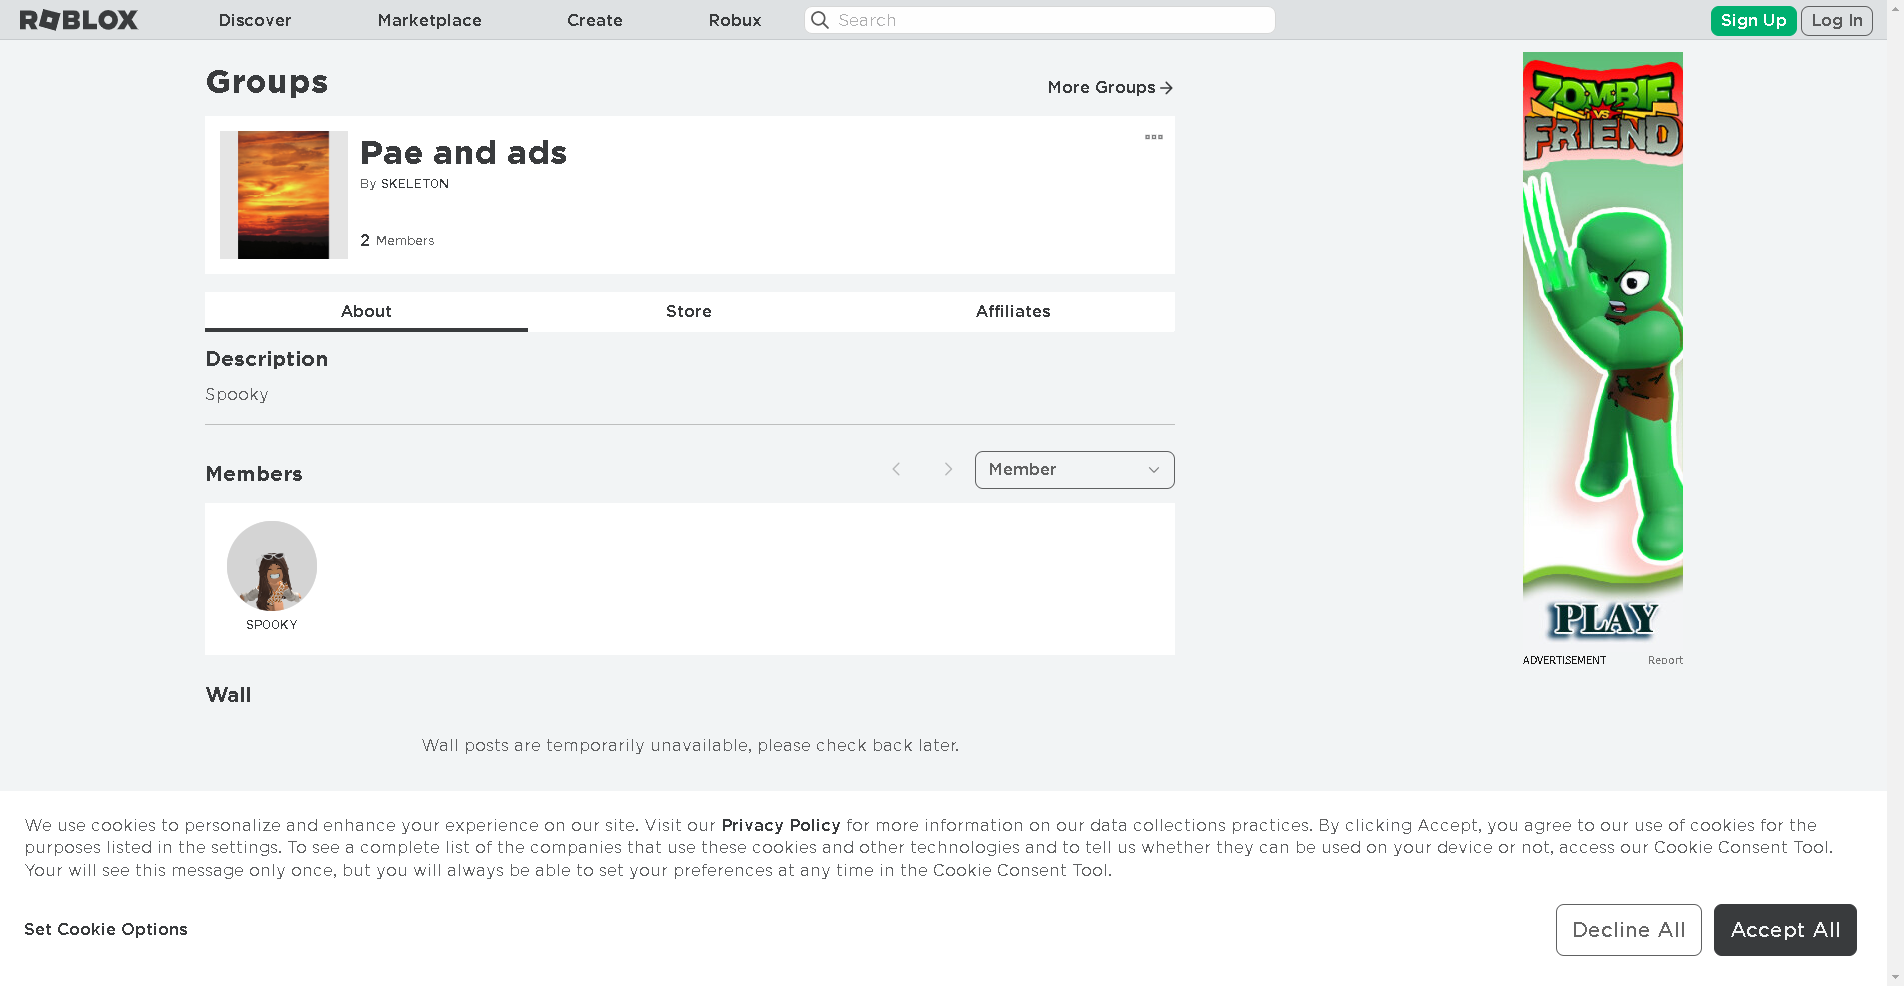 ROBLOX Discover Marketplace Create Robux Search Sign Up Log In
Groups
More Groups
Pae and ads
By SKELETON
2 Members
About Store Affiliates
Description
Spooky
Members
Member
SPOOKY
Wall
Wall posts are temporarily unavailable, please check back later.
ZOMBIE
VS
FRIEND
PLAY
ADVERTISEMENT Report
We use cookies to personalize and enhance your experience on our site. Visit our Privacy Policy for more information on our data collections practices. By clicking Accept, you agree to our use of cookies for the
purposes listed in the settings. To see a complete list of the companies that use these cookies and other technologies and to tell us whether they can be used on your device or not, access our Cookie Consent Tool.
Your will see this message only once, but you will always be able to set your preferences at any time in the Cookie Consent Tool.
Set Cookie Options
Decline All
Accept All